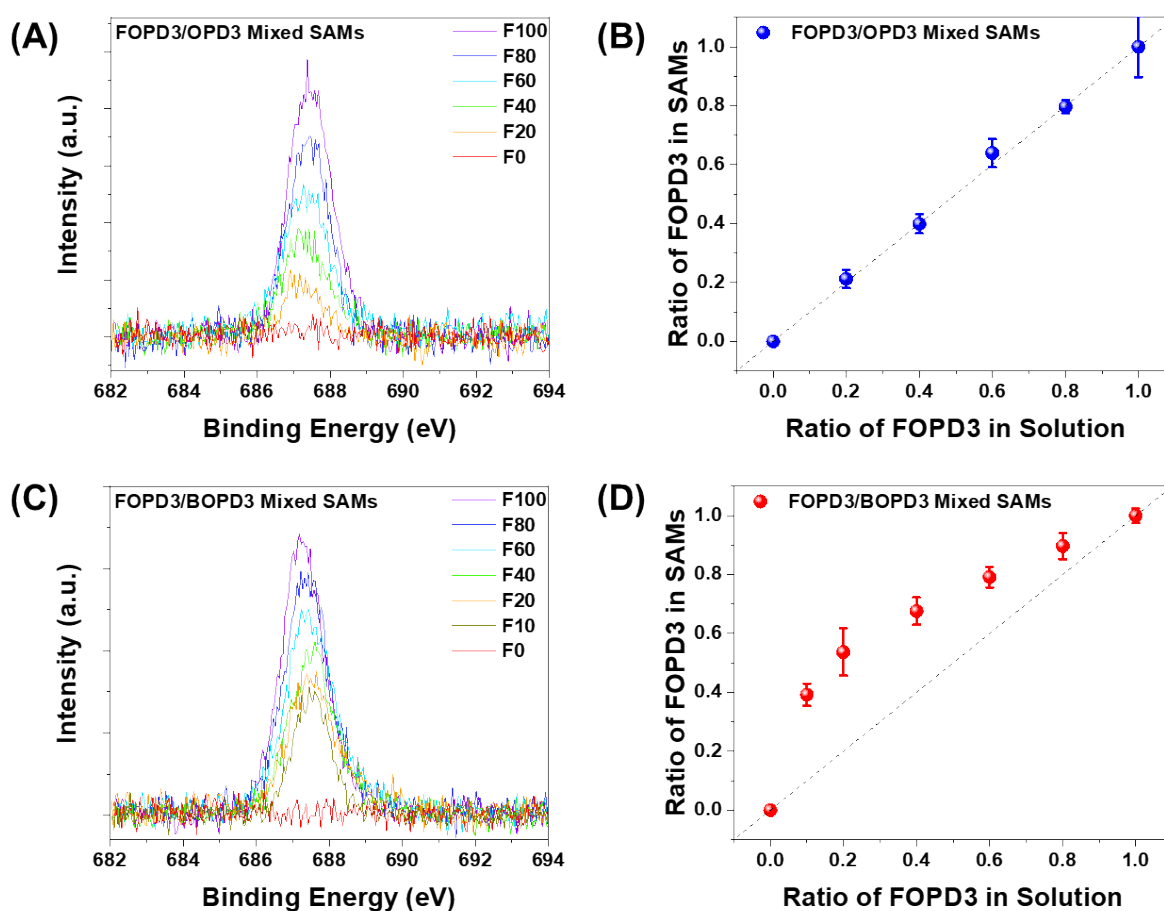 (A)
FOPD3/OPD3 Mixed SAMs
F100
F80
F60
F40
F20
F0
Intensity (a.u.)
682 684 686 688 690 692 694
Binding Energy (eV)
(B)
FOPD3/OPD3 Mixed SAMs
1.0
0.8
0.6
0.4
0.2
0.0
Ratio of FOPD3 in SAMs
0.0 0.2 0.4 0.6 0.8 1.0
Ratio of FOPD3 in Solution
(C)
FOPD3/BOPD3 Mixed SAMs
F100
F80
F60
F40
F20
F10
F0
Intensity (a.u.)
682 684 686 688 690 692 694
Binding Energy (eV)
(D)
FOPD3/BOPD3 Mixed SAMs
1.0
0.8
0.6
0.4
0.2
0.0
Ratio of FOPD3 in SAMs
0.0 0.2 0.4 0.6 0.8 1.0
Ratio of FOPD3 in Solution